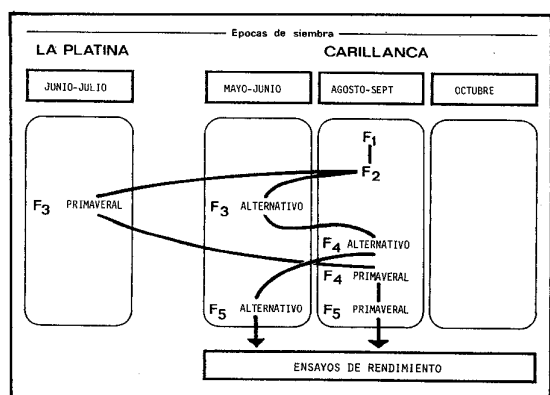 Epocas de siembra
LA PLATINA CARILLANCA
JUNIO-JULIO MAYO-JUNIO AGOSTO-SEPT OCTUBRE
F1
F2
F3 PRIMAVERAL F3 ALTERNATIVO
F4 ALTERNATIVO
F4 PRIMAVERAL
F5 ALTERNATIVO F5 PRIMAVERAL
ENSAYOS DE RENDIMIENTO